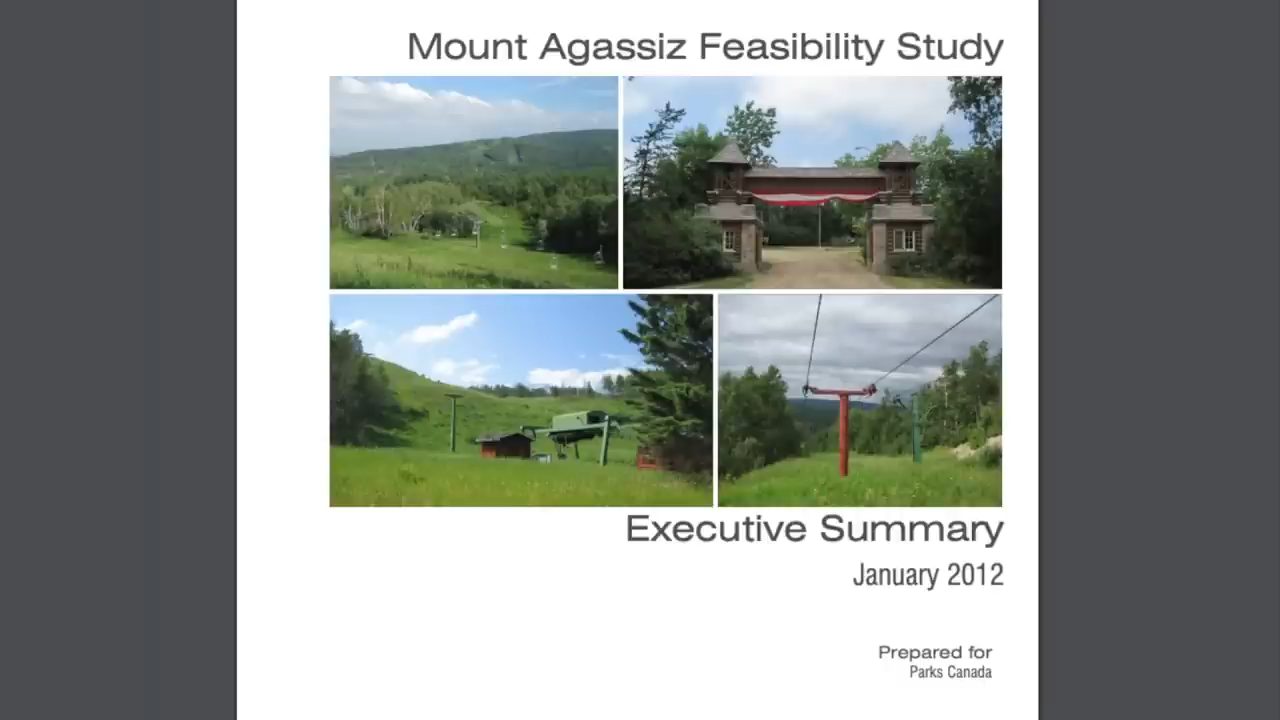 Mount Agassiz Feasibility Study
Executive Summary
January 2012
Prepared for
Parks Canada